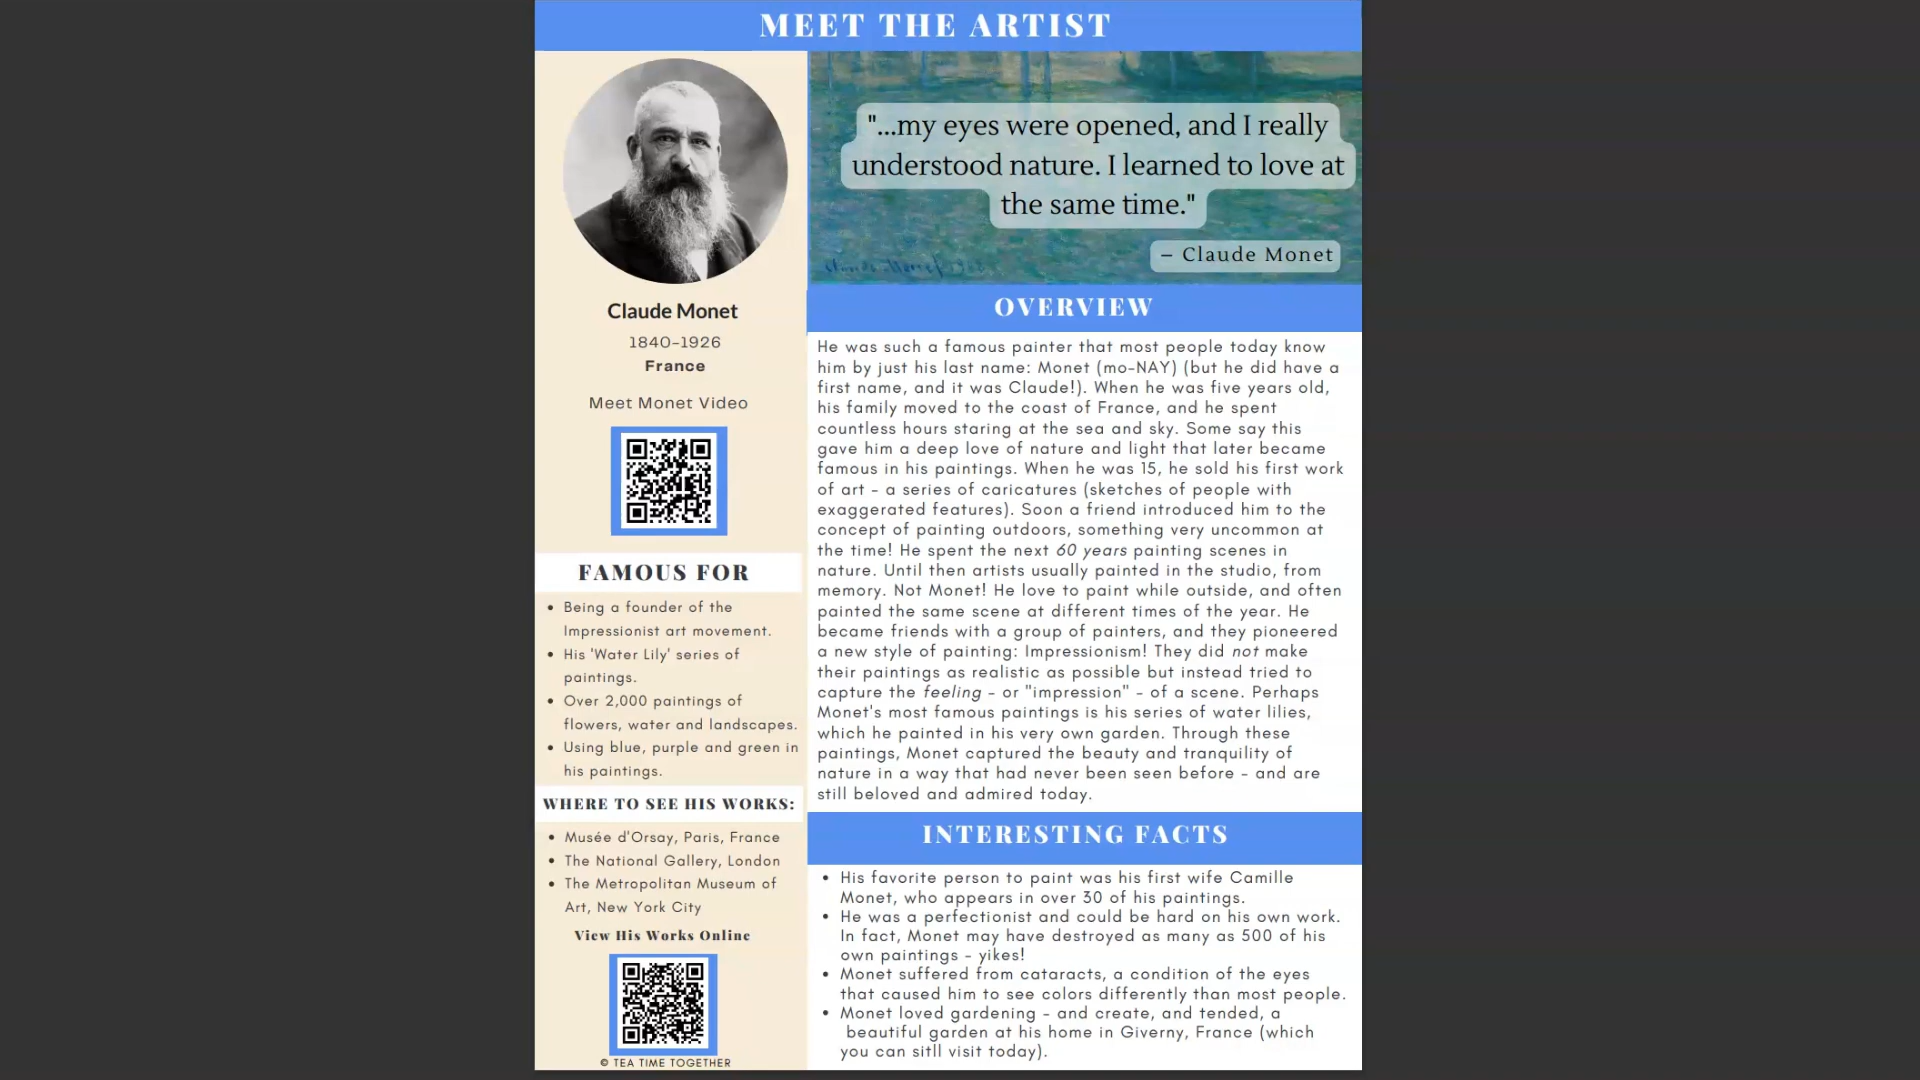 MEET THE ARTIST
Claude Monet
1840-1926
France
Meet Monet Video
FAMOUS FOR
• Being a founder of the
Impressionist art movement.
• His 'Water Lily' series of
paintings.
• Over 2,000 paintings of
flowers, water and landscapes.
• Using blue, purple and green in
his paintings.
WHERE TO SEE HIS WORKS:
• Musée d'Orsay, Paris, France
• The National Gallery, London
• The Metropolitan Museum of
Art, New York City
View His Works Online
© TEA TIME TOGETHER
"...my eyes were opened, and I really
understood nature. I learned to love at
the same time."
– Claude Monet
Claude Monet
OVERVIEW
He was such a famous painter that most people today know
him by just his last name: Monet (mo-NAY) (but he did have a
first name, and it was Claude!). When he was five years old,
his family moved to the coast of France, and he spent
countless hours staring at the sea and sky. Some say this
gave him a deep love of nature and light that later became
famous in his paintings. When he was 15, he sold his first work
of art - a series of caricatures (sketches of people with
exaggerated features). Soon a friend introduced him to the
concept of painting outdoors, something very uncommon at
the time! He spent the next 60 years painting scenes in
nature. Until then artists usually painted in the studio, from
memory. Not Monet! He love to paint while outside, and often
painted the same scene at different times of the year. He
became friends with a group of painters, and they pioneered
a new style of painting: Impressionism! They did not make
their paintings as realistic as possible but instead tried to
capture the feeling - or "impression" - of a scene. Perhaps
Monet's most famous paintings is his series of water lilies,
which he painted in his very own garden. Through these
paintings, Monet captured the beauty and tranquility of
nature in a way that had never been seen before - and are
still beloved and admired today.
INTERESTING FACTS
• His favorite person to paint was his first wife Camille
Monet, who appears in over 30 of his paintings.
• He was a perfectionist and could be hard on his own work.
In fact, Monet may have destroyed as many as 500 of his
own paintings - yikes!
• Monet suffered from cataracts, a condition of the eyes
that caused him to see colors differently than most people.
• Monet loved gardening - and create, and tended, a
beautiful garden at his home in Giverny, France (which
you can sitll visit today).